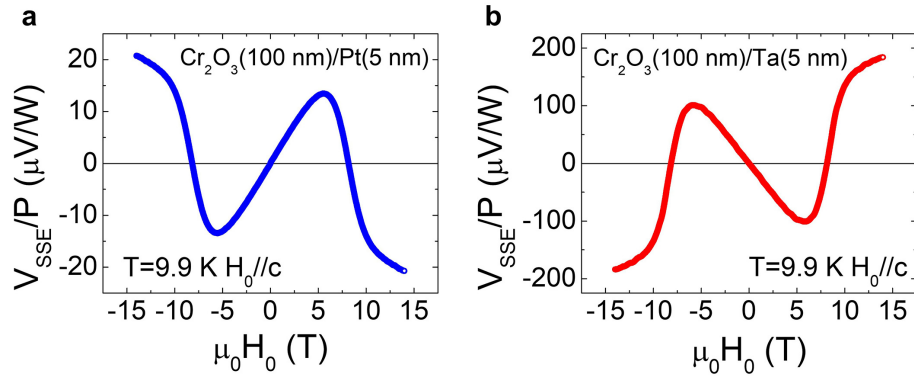 a
Cr₂O₃(100 nm)/Pt(5 nm)
V_SSE/P (μV/W)
20
10
0
-10
-20
T=9.9 K H₀//c
-15 -10 -5 0 5 10 15
μ₀H₀ (T)
b
Cr₂O₃(100 nm)/Ta(5 nm)
V_SSE/P (μV/W)
200
100
0
-100
-200
T=9.9 K H₀//c
-15 -10 -5 0 5 10 15
μ₀H₀ (T)